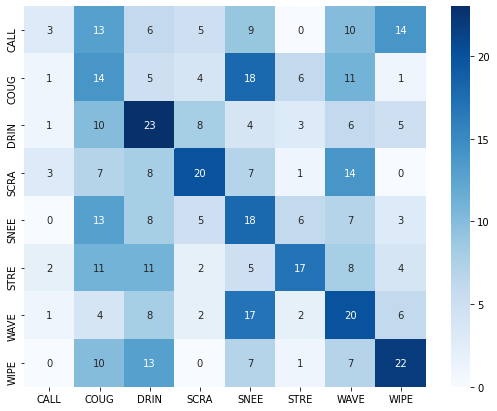 CALL 3 13 6 5 9 0 10 14
COUG 1 14 5 4 18 6 11 1
DRIN 1 10 23 8 4 3 6 5
SCRA 3 7 8 20 7 1 14 0
SNEE 0 13 8 5 18 6 7 3
STRE 2 11 11 2 5 17 8 4
WAVE 1 4 8 2 17 2 20 6
WIPE 0 10 13 0 7 1 7 22
CALL COUG DRIN SCRA SNEE STRE WAVE WIPE
20
15
10
5
0